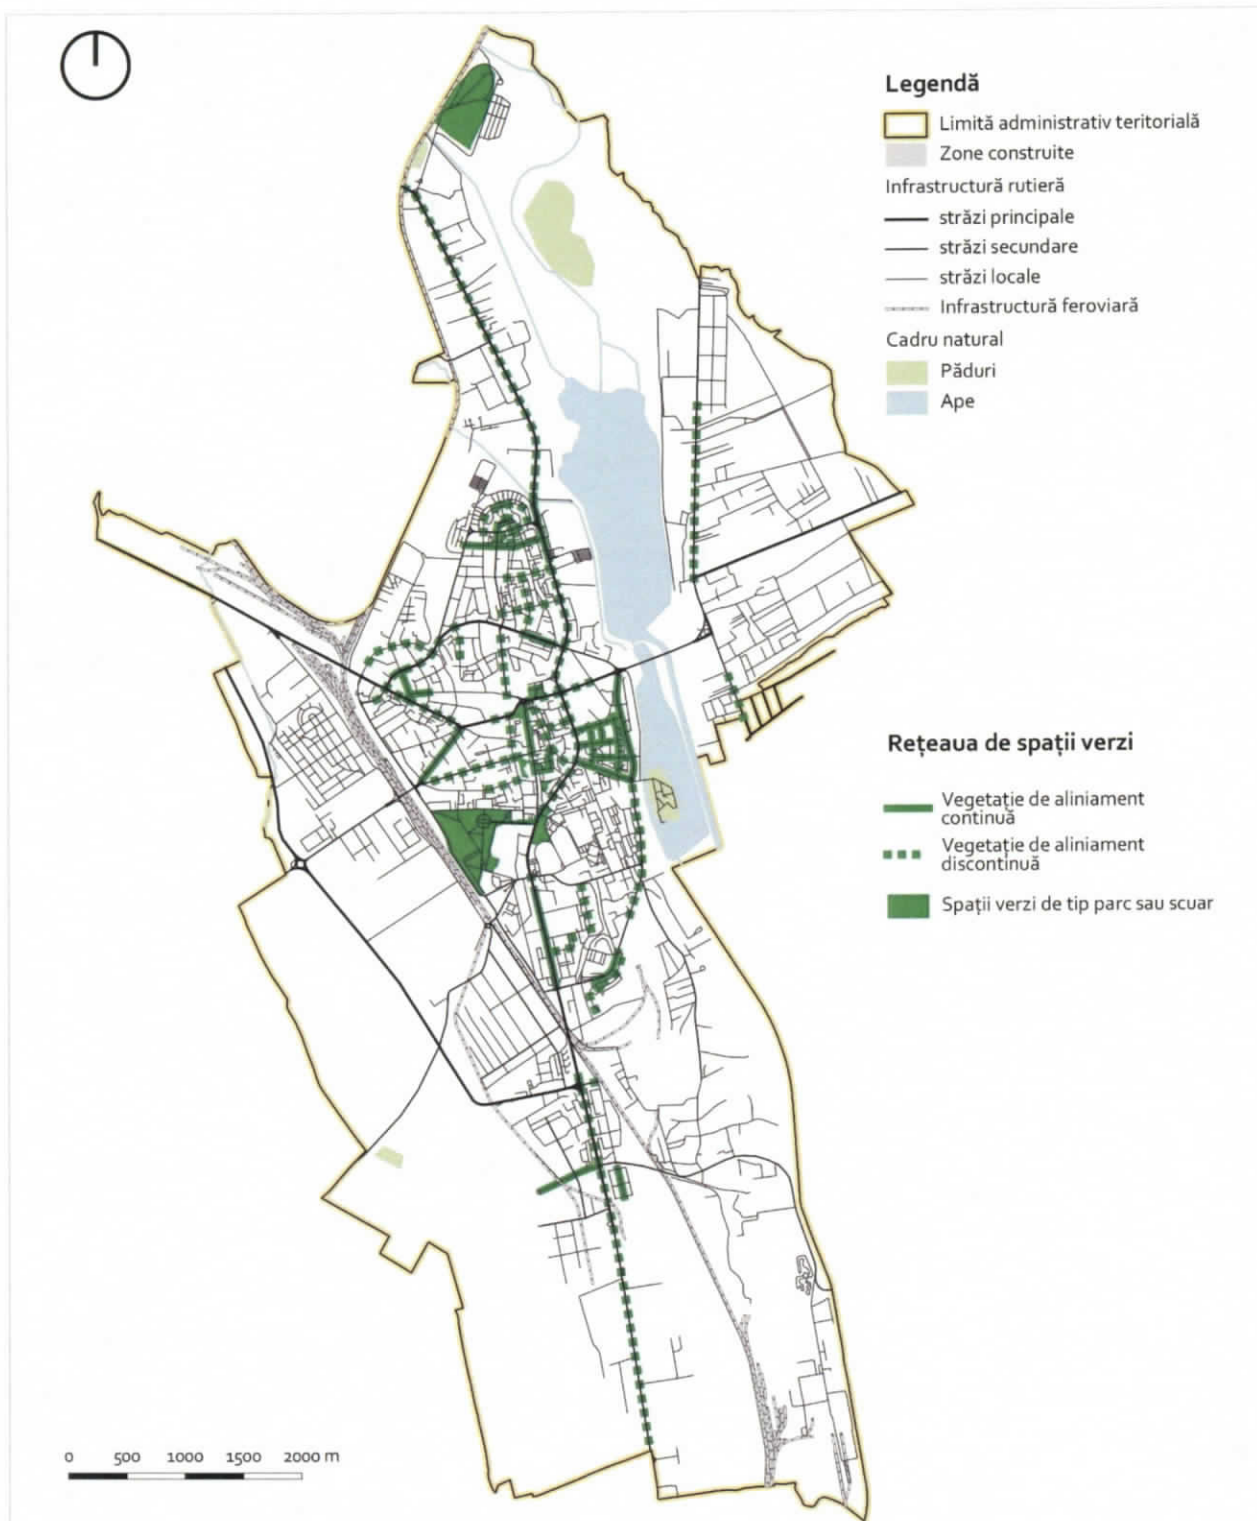 Legendă
Limită administrativ teritorială
Zone construite
Infrastructură rutieră
străzi principale
străzi secundare
străzi locale
Infrastructură feroviară
Cadru natural
Păduri
Ape
Rețeaua de spații verzi
Vegetație de aliniament
continuă
Vegetație de aliniament
discontinuă
Spații verzi de tip parc sau scuar
0 500 1000 1500 2000 m